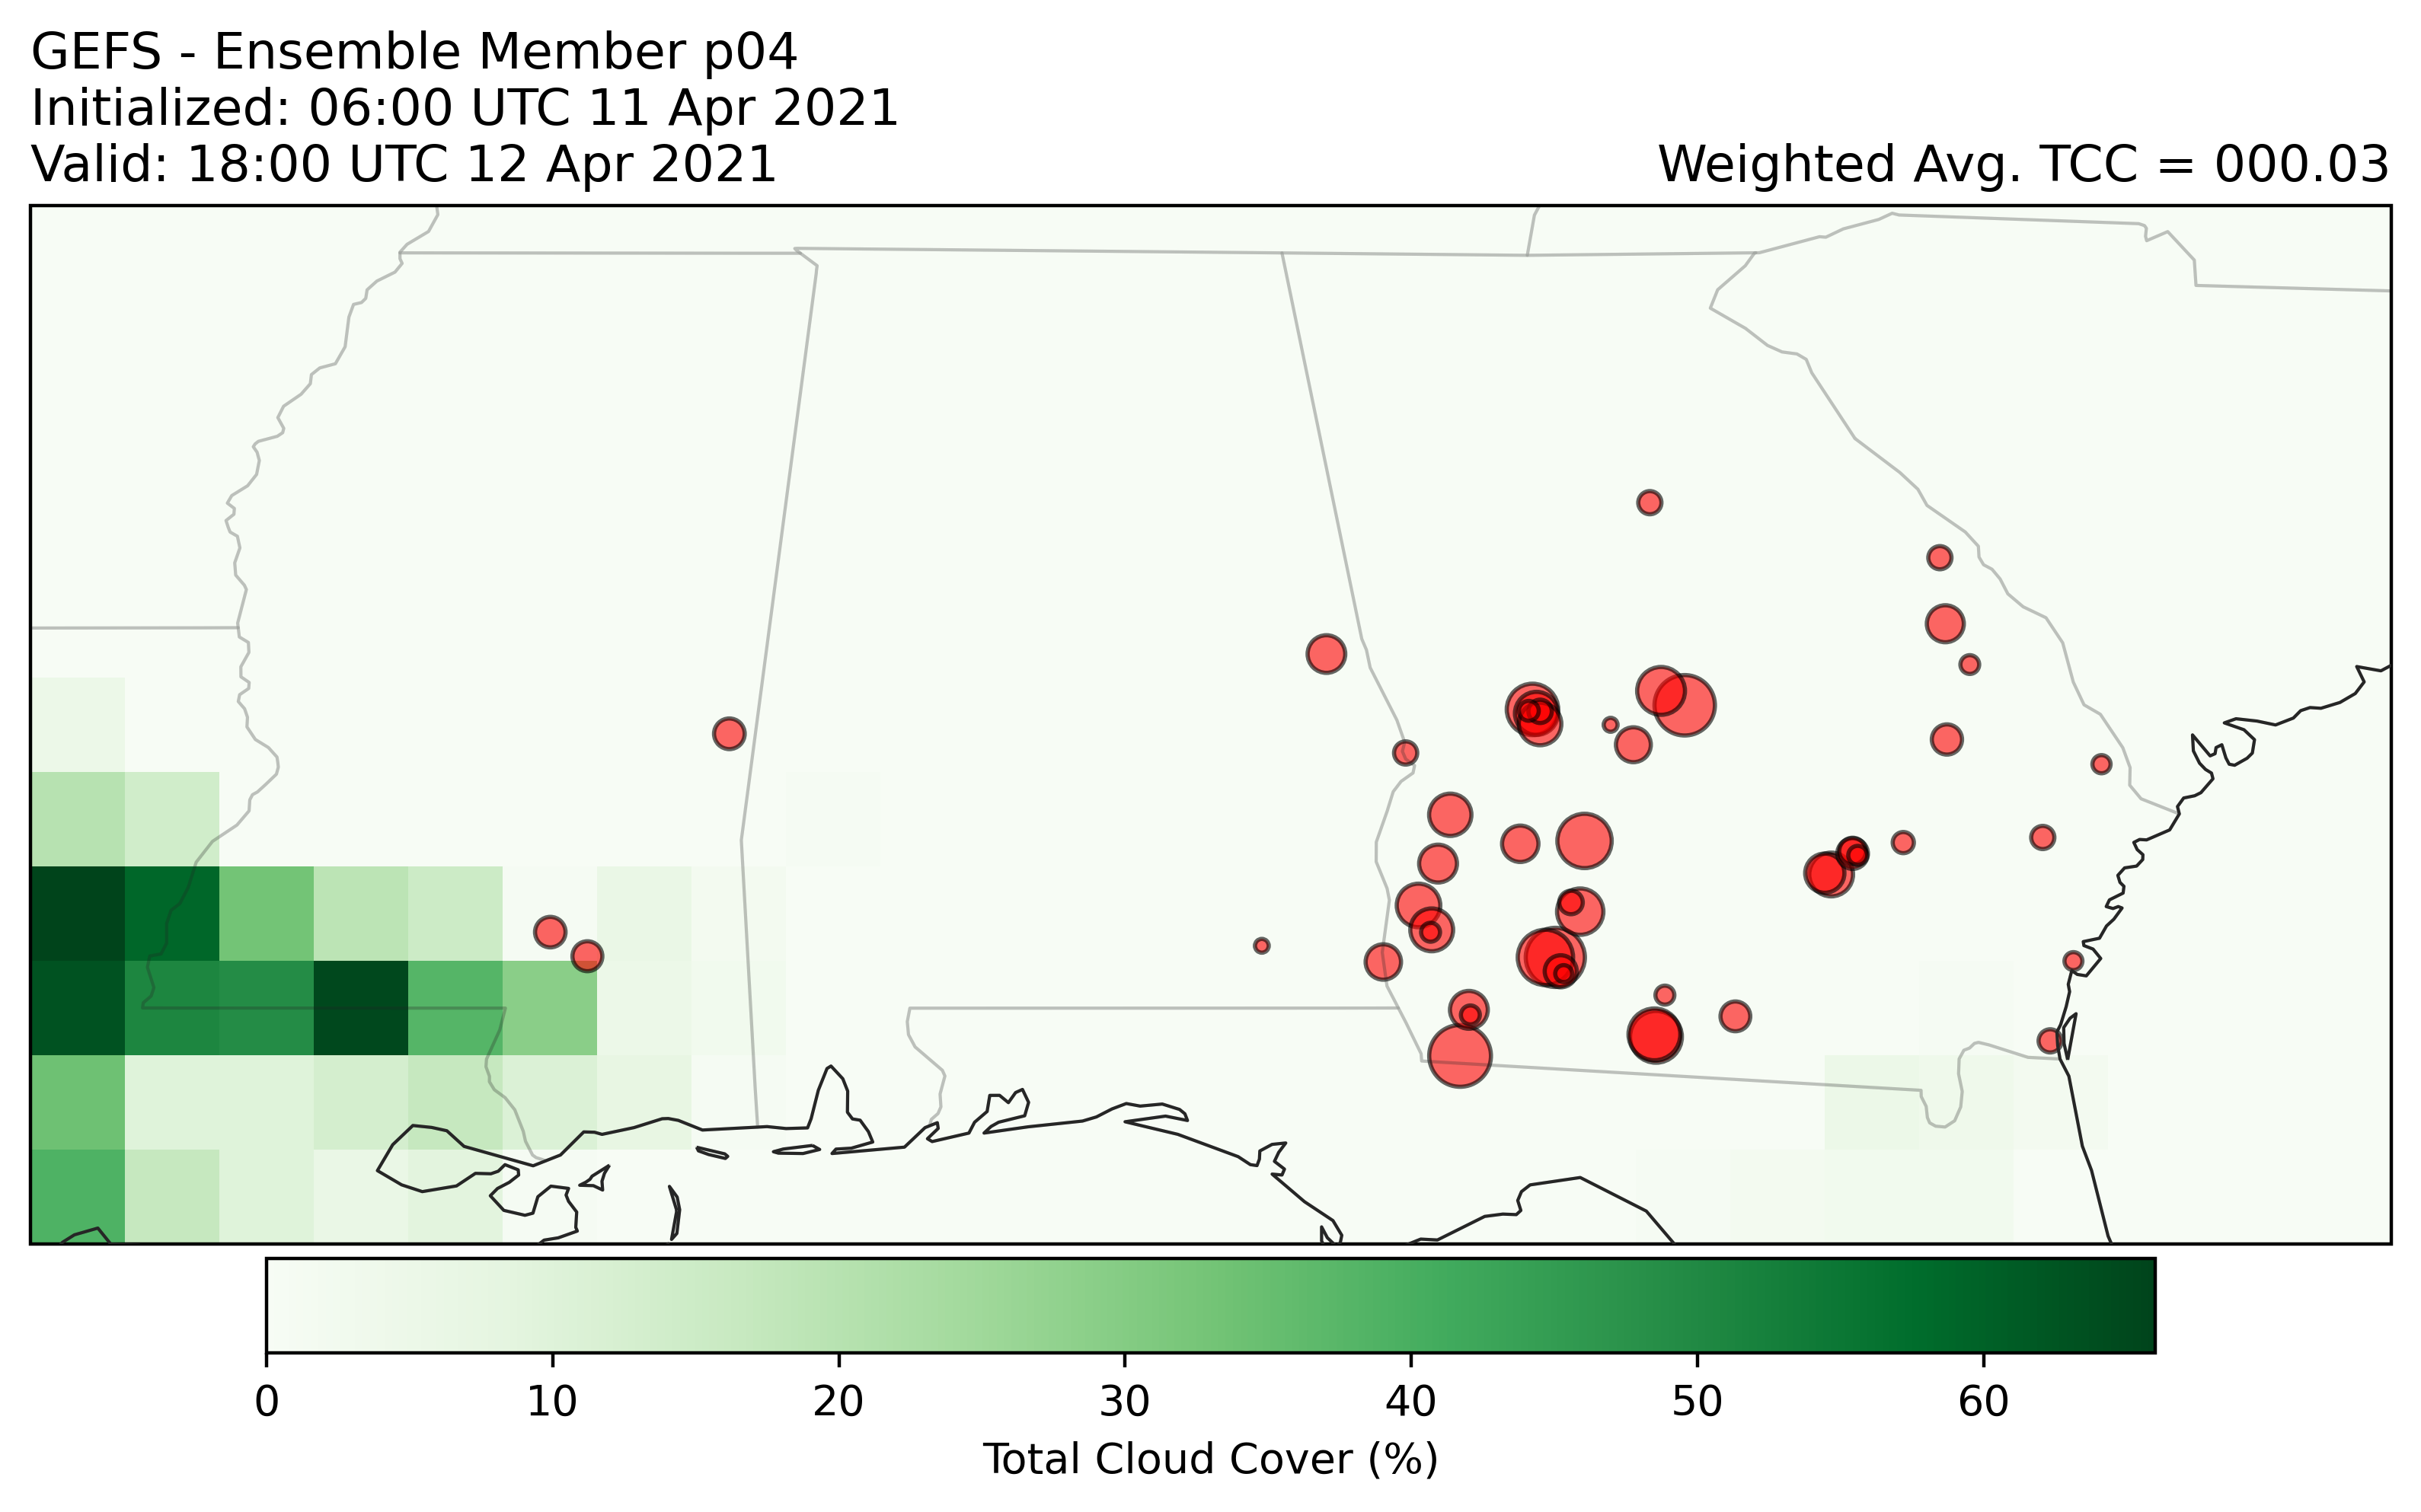 GEFS - Ensemble Member p04
Initialized: 06:00 UTC 11 Apr 2021
Valid: 18:00 UTC 12 Apr 2021
Weighted Avg. TCC = 000.03
0 10 20 30 40 50 60
Total Cloud Cover (%)